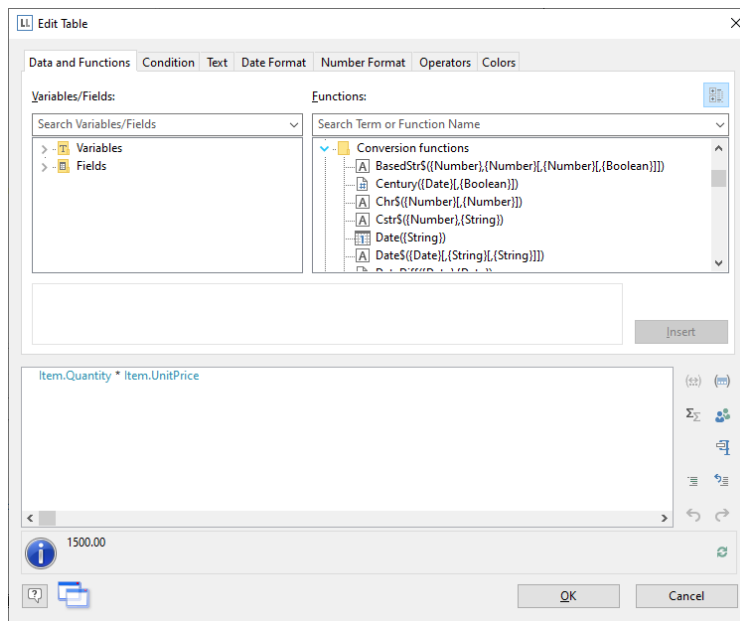 LL Edit Table
Data and Functions Condition Text Date Format Number Format Operators Colors
Variables/Fields: Functions:
Search Variables/Fields Search Term or Function Name
Variables
Fields
Conversion functions
BasedStr$({Number},{Number}[,{Number}[,{Boolean}]])
Century({Date}[,{Boolean}])
Chr$({Number}[,{Number}])
Cstr$({Number},{String})
Date({String})
Date$({Date}[,{String}[,{String}]])
Insert
Item.Quantity * Item.UnitPrice
1500.00
OK Cancel